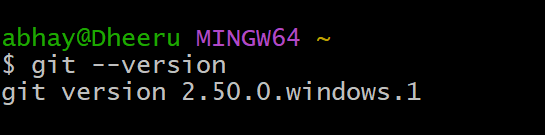 abhay@Dheeru MINGW64 ~
$ git --version
git version 2.50.0.windows.1